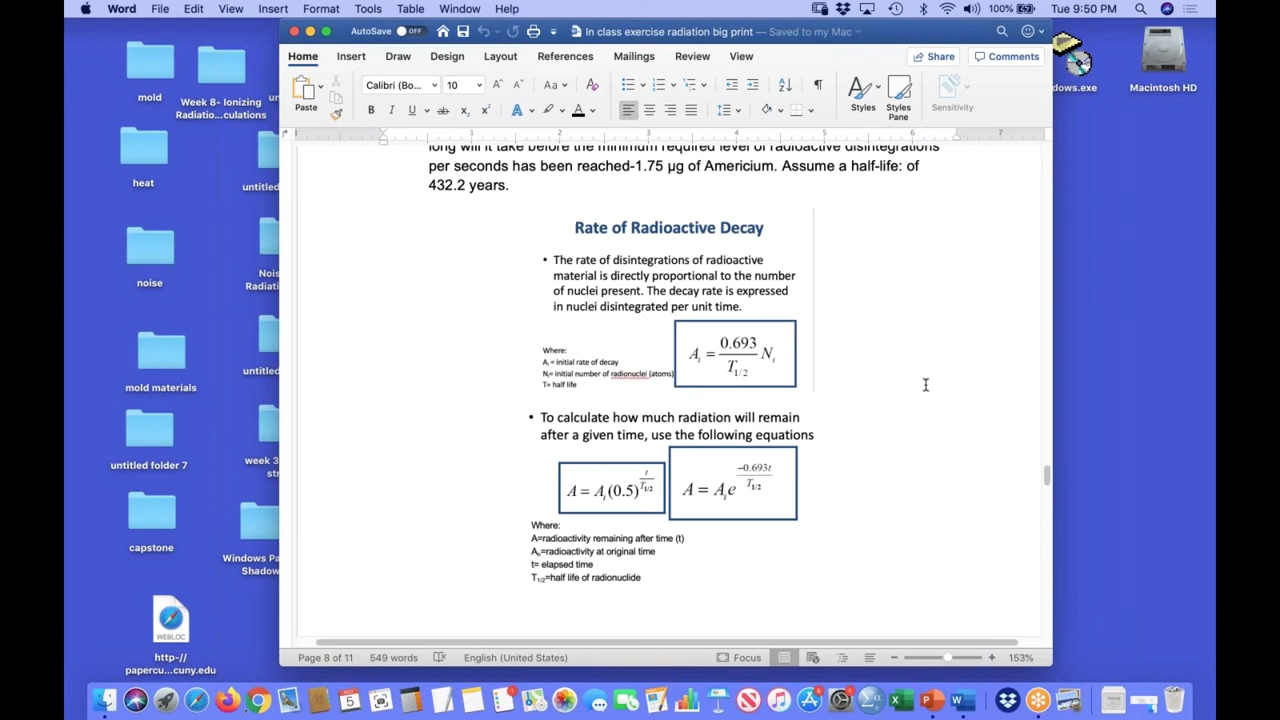 Word File Edit View Insert Format Tools Table Window Help
100% Tue 9:50 PM
AutoSave OFF
In class exercise radiation big print — Saved to my Mac
Home Insert Draw Design Layout References Mailings Review View
Share Comments
Paste
Calibri (Bo... 10
Styles
Styles Pane
Sensitivity
1 2 3 4 5 6 7
long will it take before the minimum required level of radioactive disintegrations
per seconds has been reached-1.75 µg of Americium. Assume a half-life: of
432.2 years.
Rate of Radioactive Decay
• The rate of disintegrations of radioactive
material is directly proportional to the number
of nuclei present. The decay rate is expressed
in nuclei disintegrated per unit time.
Where:
Ai = initial rate of decay
Ni= initial number of radionuclei (atoms)
T= half life
Ai = 0.693/T1/2 Ni
• To calculate how much radiation will remain
after a given time, use the following equations
A = Ai(0.5)^(t/T1/2)
A = Aie^(−0.693t/T1/2)
Where:
A=radioactivity remaining after time (t)
Ao=radioactivity at original time
t= elapsed time
T1/2=half life of radionuclide
Page 8 of 11
549 words
English (United States)
Focus
153%
mold
Week 8- Ionizing
Radiatio...culations
heat
noise
mold materials
untitled folder 7
capstone
Windows Pa
Shadow
WEBLOC
http-//
papercu...cuny.edu
dows.exe
Macintosh HD